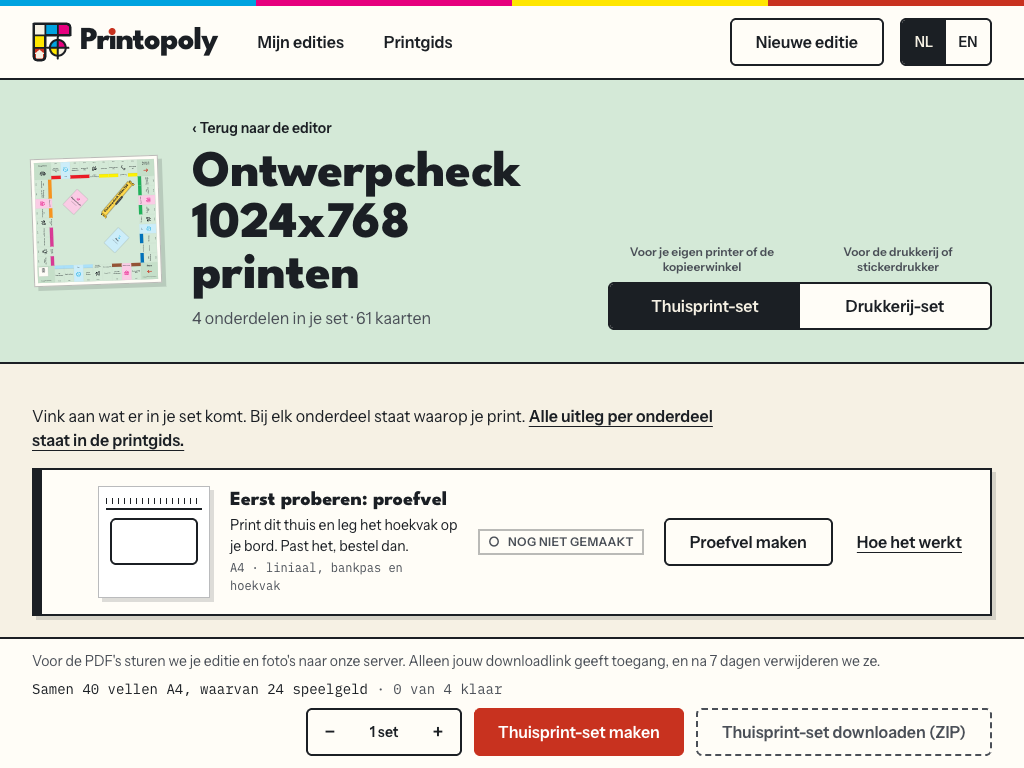 Printopoly
Mijn edities
Printgids
Nieuwe editie
NL
EN
‹ Terug naar de editor
Ontwerpcheck
1024x768
printen
4 onderdelen in je set · 61 kaarten
Voor je eigen printer of de
kopieerwinkel
Voor de drukkerij of
stickerdrukker
Thuisprint-set
Drukkerij-set
Vink aan wat er in je set komt. Bij elk onderdeel staat waarop je print. Alle uitleg per onderdeel
staat in de printgids.
Eerst proberen: proefvel
Print dit thuis en leg het hoekvak op
je bord. Past het, bestel dan.
A4 · liniaal, bankpas en
hoekvak
NOG NIET GEMAAKT
Proefvel maken
Hoe het werkt
Voor de PDF's sturen we je editie en foto's naar onze server. Alleen jouw downloadlink geeft toegang, en na 7 dagen verwijderen we ze.
Samen 40 vellen A4, waarvan 24 speelgeld · 0 van 4 klaar
− 1 set +
Thuisprint-set maken
Thuisprint-set downloaden (ZIP)